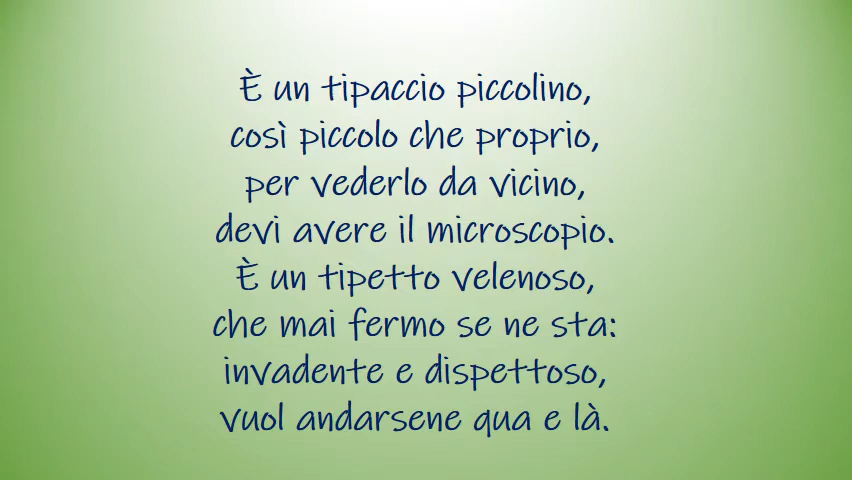 È un tipaccio piccolino,
così piccolo che proprio,
per vederlo da vicino,
devi avere il microscopio.
È un tipetto velenoso,
che mai fermo se ne sta:
invadente e dispettoso,
vuol andarsene qua e là.